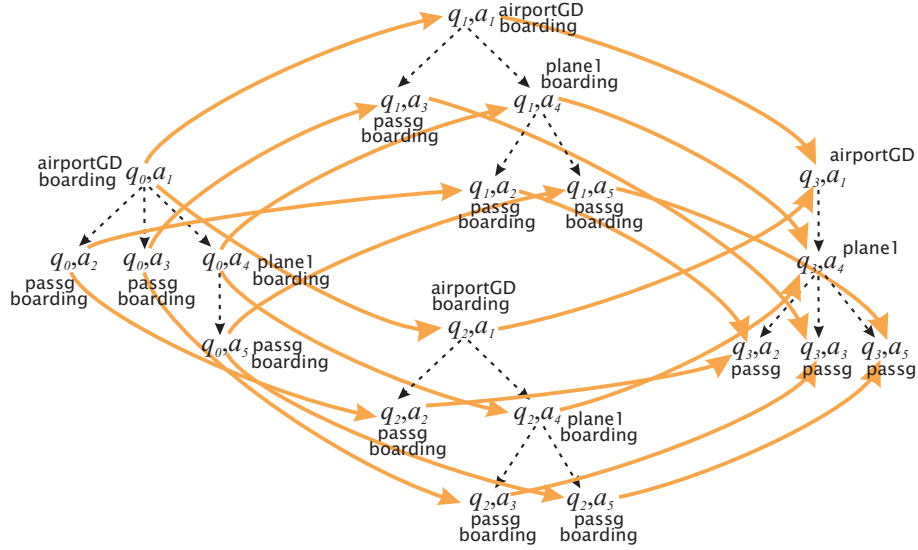 q1,a1 airportGD
boarding
plane1
boarding
q1,a3
passg
boarding
q1,a4
airportGD
boarding
q0,a1
q1,a2
passg
boarding
q1,a5
passg
boarding
airportGD
q3,a1
q0,a2
passg
boarding
q0,a3
passg
boarding
q0,a4 plane1
boarding
q3,a4 plane1
airportGD
boarding
q2,a1
q0,a5 passg
boarding
q3,a2
passg
q3,a3
passg
q3,a5
passg
q2,a2
passg
boarding
q2,a4 plane1
boarding
q2,a3
passg
boarding
q2,a5
passg
boarding